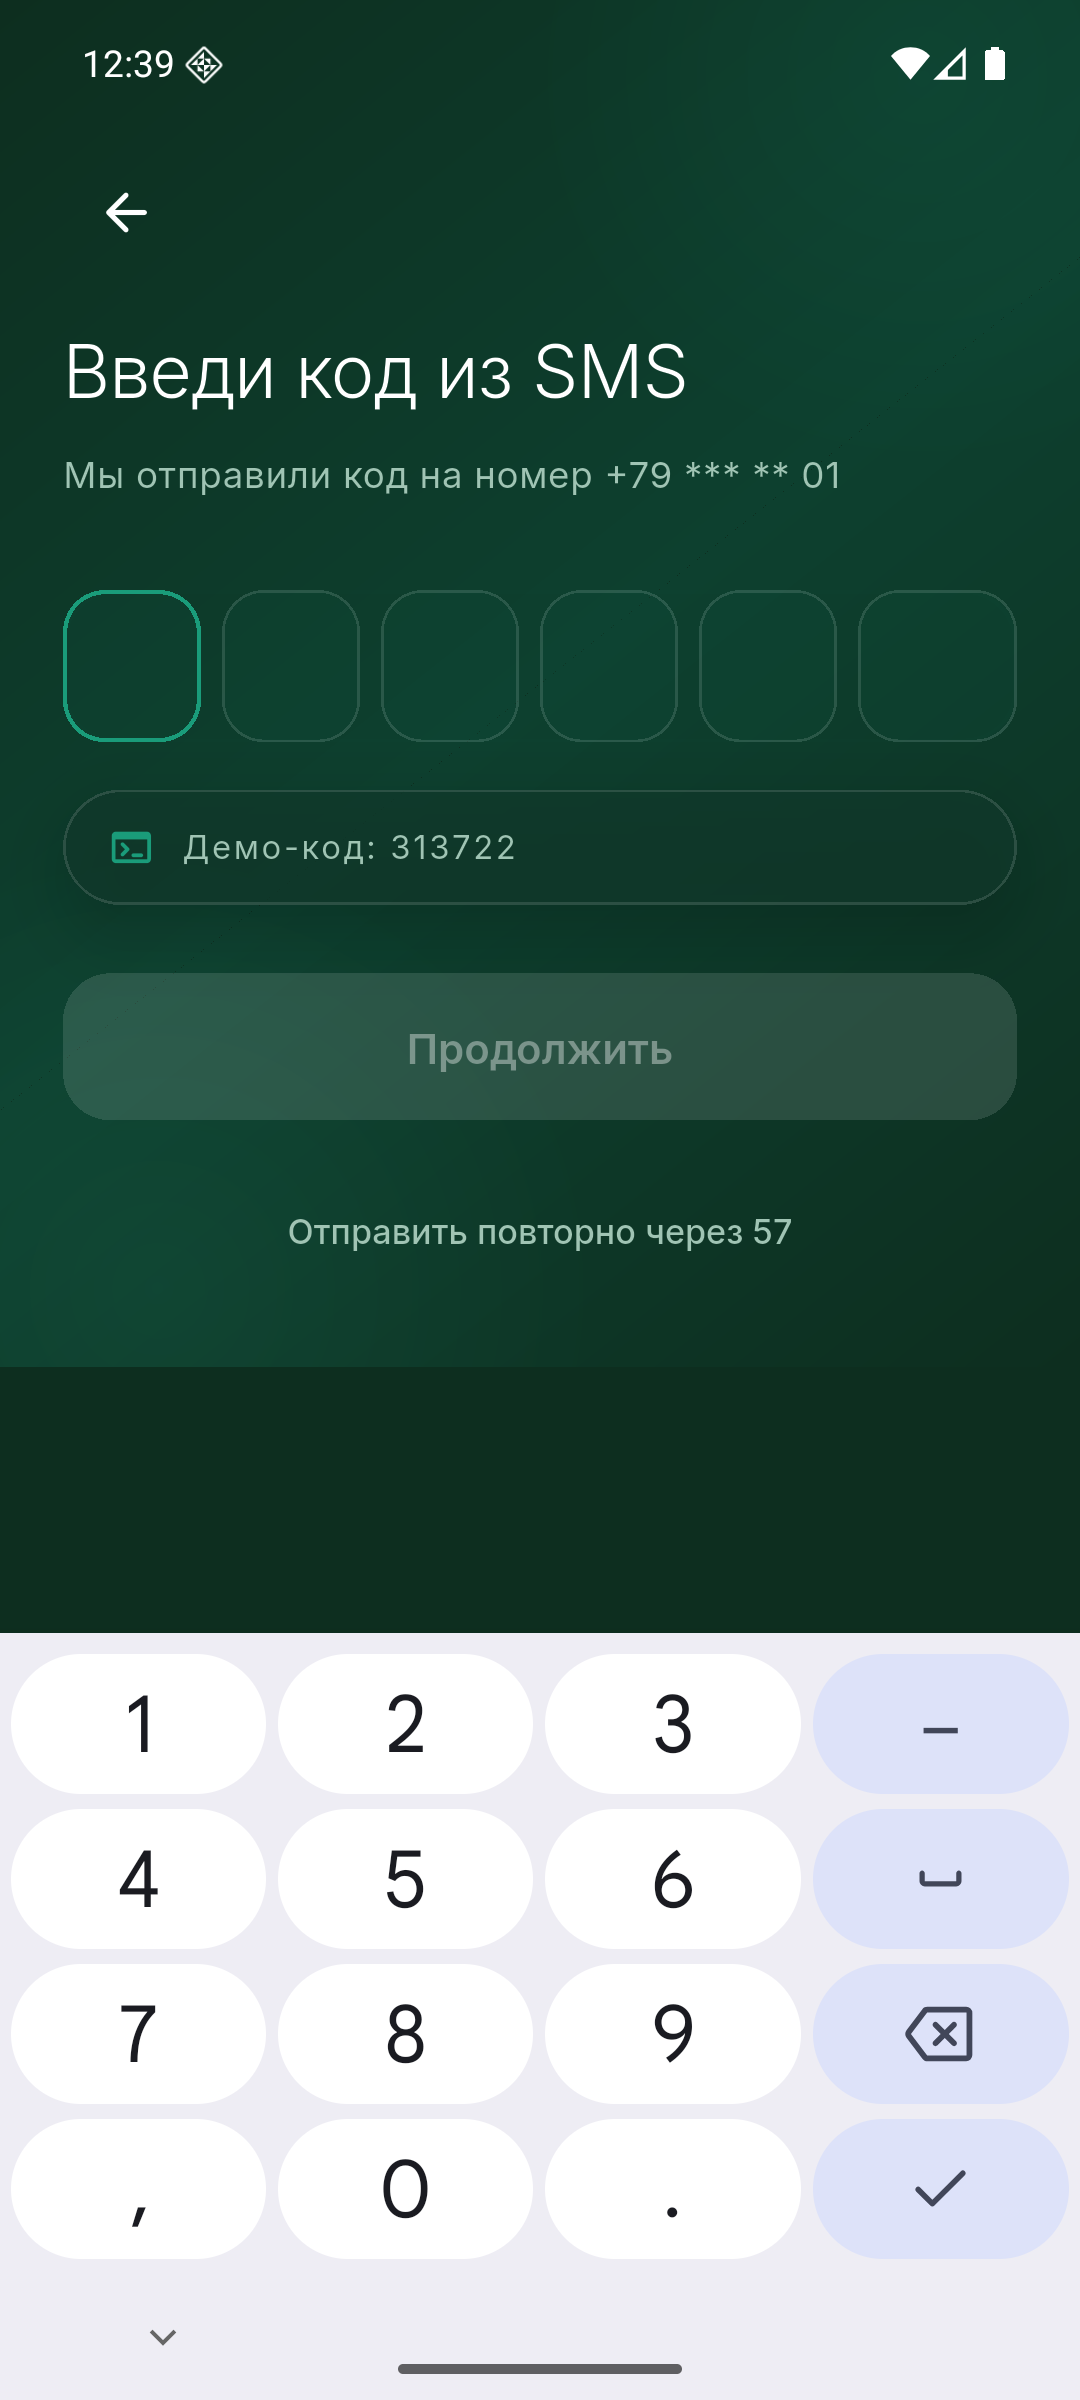 12:39
Введи код из SMS
Мы отправили код на номер +79 *** ** 01
Демо-код: 313722
Продолжить
Отправить повторно через 57
1 2 3 –
4 5 6
7 8 9
, 0 .